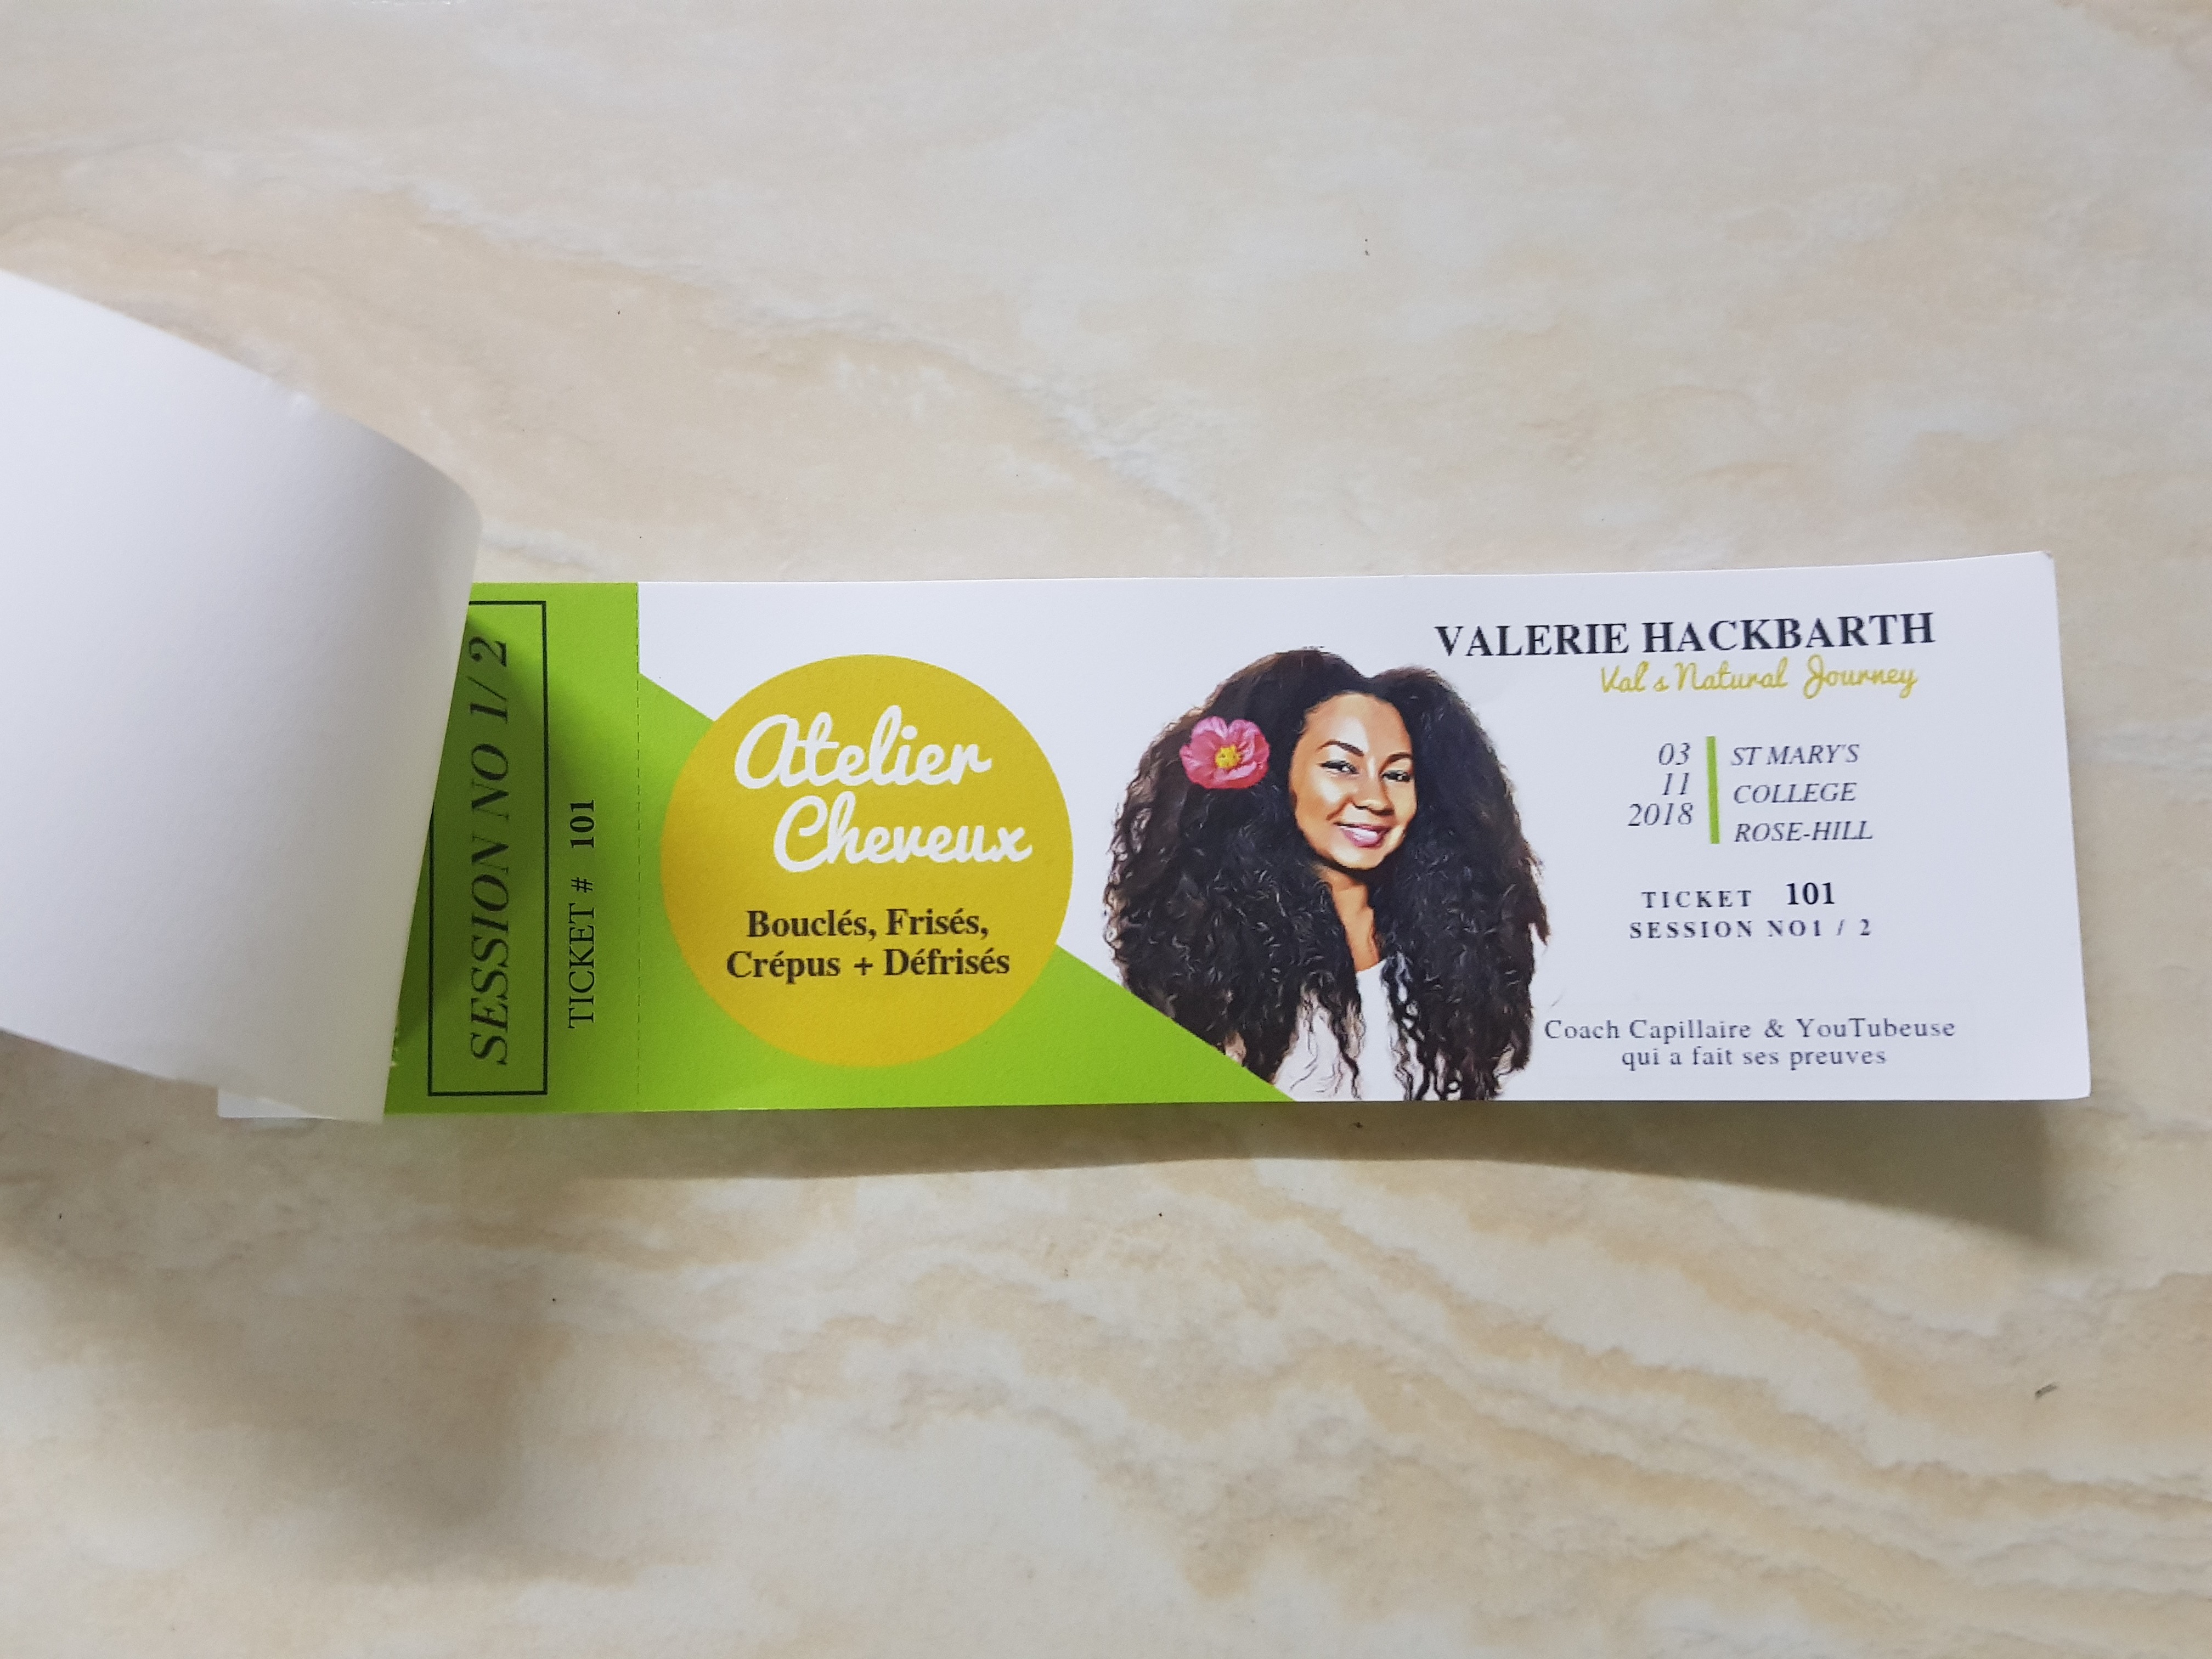 SESSION NO 1/2
TICKET # 101
Atelier
Cheveux
Bouclés, Frisés,
Crépus + Défrisés
VALERIE HACKBARTH
Val's Natural Journey
03
11
2018
ST MARY'S
COLLEGE
ROSE-HILL
TICKET 101
SESSION NO1 / 2
Coach Capillaire & YouTubeuse
qui a fait ses preuves